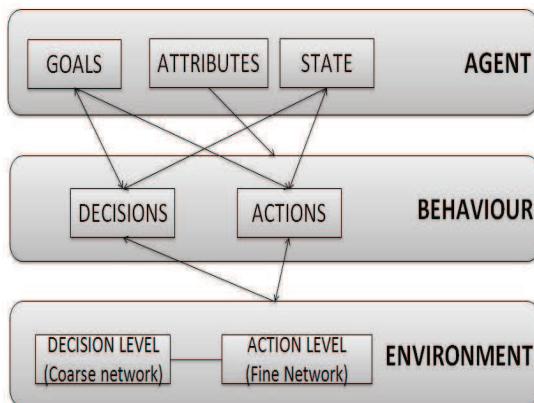 GOALS
ATTRIBUTES
STATE
AGENT
DECISIONS
ACTIONS
BEHAVIOUR
DECISION LEVEL
(Coarse network)
ACTION LEVEL
(Fine Network)
ENVIRONMENT